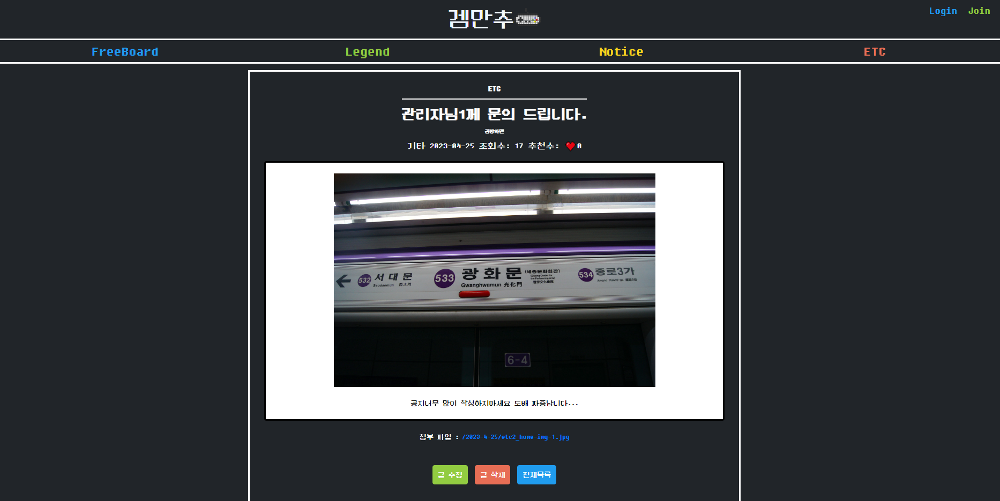 겜만추
Login Join
FreeBoard Legend Notice ETC
ETC
관리자님1께 문의 드립니다.
겜방화면
기타 2023-04-25 조회수: 17 추천수: 0
532 서대문 533 광화문 (세종문화회관) 534 종로3가
(Sejong Center for
the Performing Arts)
Seodaemun 西大門 Gwanghwamun 光化門 世宗文化會館 Jongno 3(sam)-ga 鐘路3街
6-4
공지너무 많이 작성하지마세요 도배 짜증납니다...
첨부 파일 : /2023-4-25/etc2_home-img-1.jpg
글 수정 글 삭제 전체목록